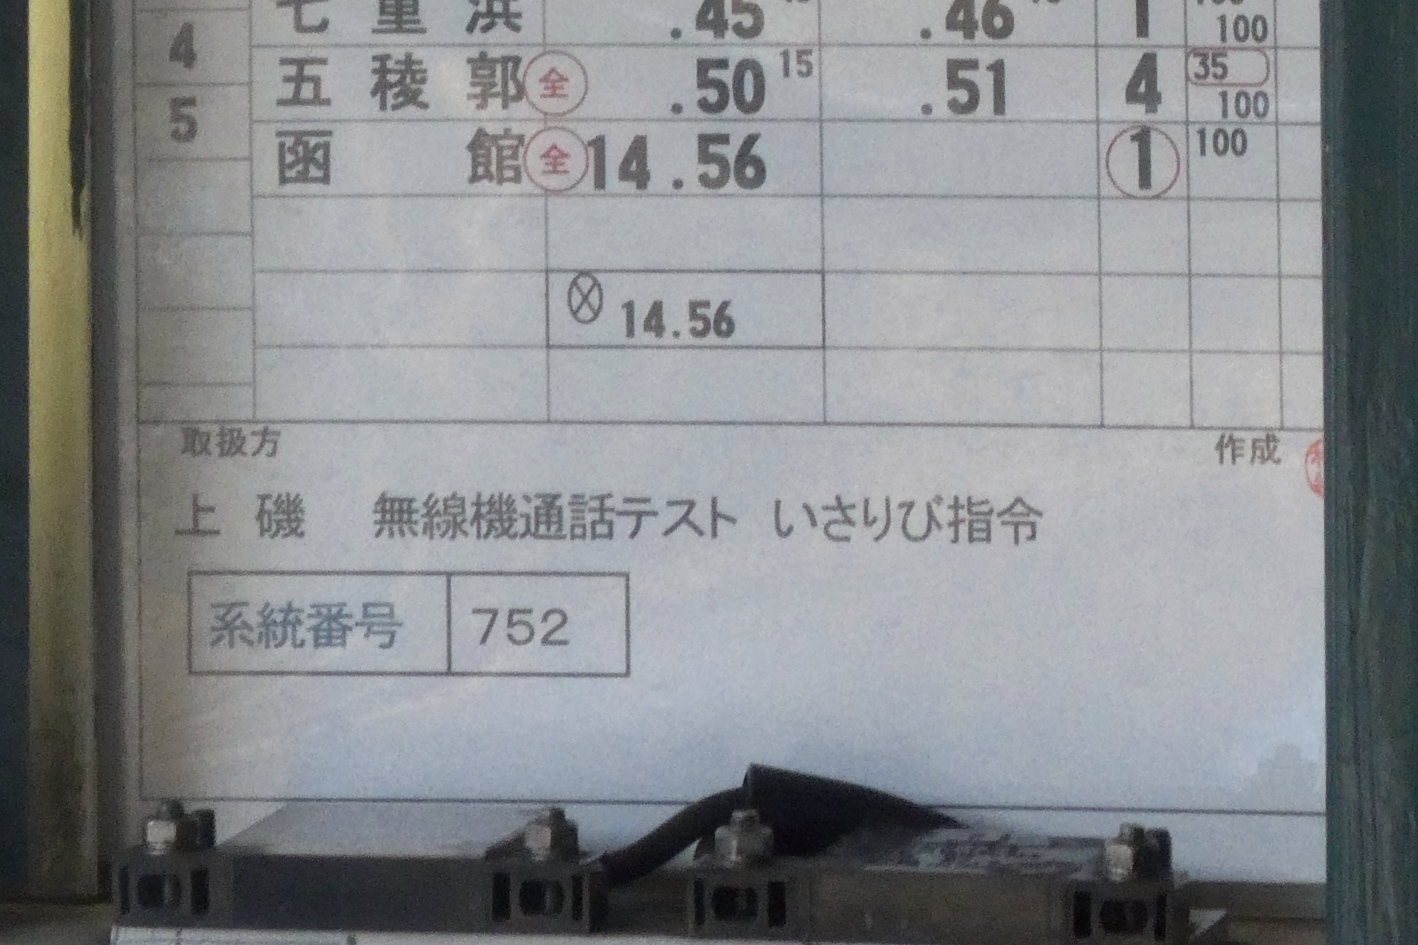 4 七重浜 .45 .46 1 100
五稜郭 全 .50 15 .51 4 35 100
5 函館 全 14.56 1 100
14.56
取扱方 作成
上磯 無線機通話テスト いさりび指令
系統番号 752